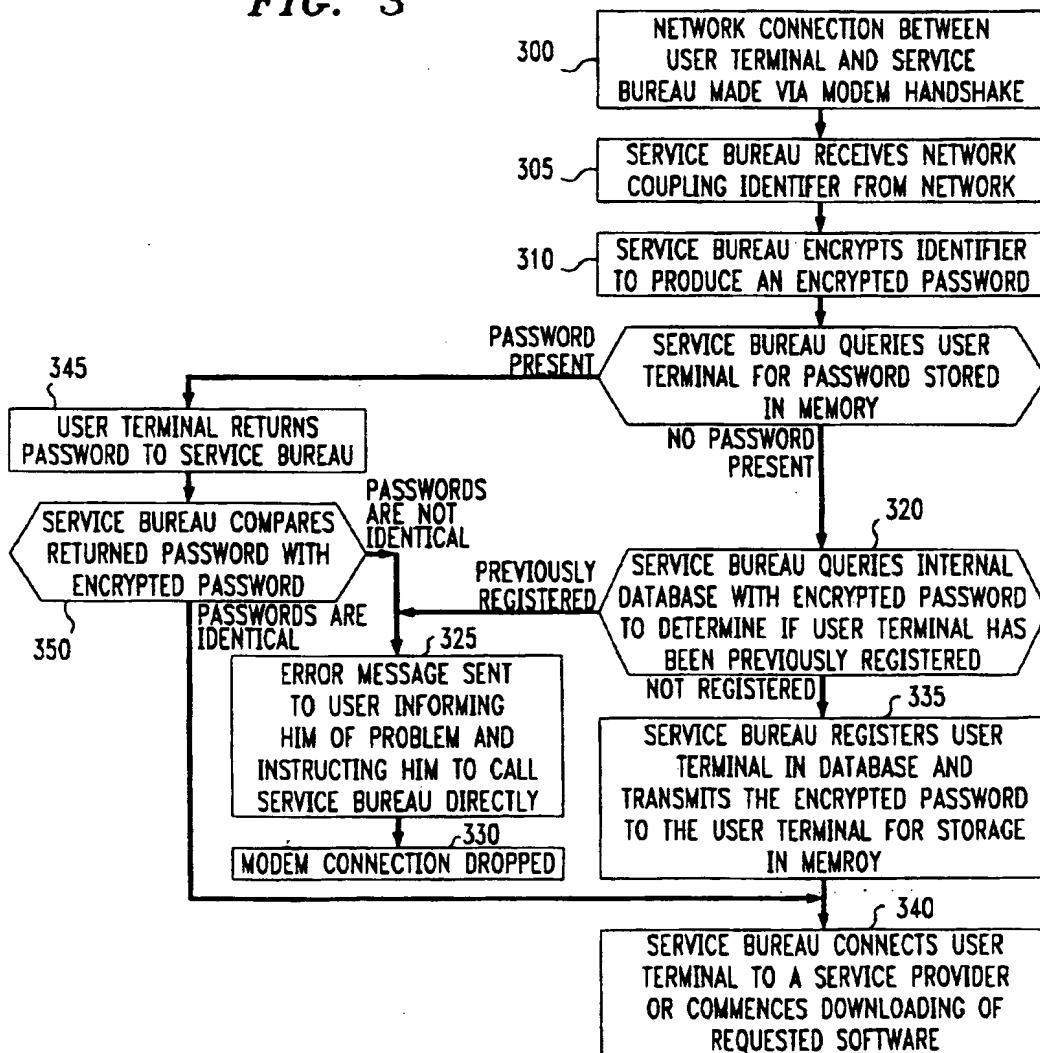 FIG. 3
300
NETWORK CONNECTION BETWEEN
USER TERMINAL AND SERVICE
BUREAU MADE VIA MODEM HANDSHAKE
305
SERVICE BUREAU RECEIVES NETWORK
COUPLING IDENTIFER FROM NETWORK
310
SERVICE BUREAU ENCRYPTS IDENTIFIER
TO PRODUCE AN ENCRYPTED PASSWORD
SERVICE BUREAU QUERIES USER
TERMINAL FOR PASSWORD STORED
IN MEMORY
PASSWORD
PRESENT
345
USER TERMINAL RETURNS
PASSWORD TO SERVICE BUREAU
NO PASSWORD
PRESENT
SERVICE BUREAU COMPARES
RETURNED PASSWORD WITH
ENCRYPTED PASSWORD
350
PASSWORDS
ARE NOT
IDENTICAL
PASSWORDS ARE
IDENTICAL
320
SERVICE BUREAU QUERIES INTERNAL
DATABASE WITH ENCRYPTED PASSWORD
TO DETERMINE IF USER TERMINAL HAS
BEEN PREVIOUSLY REGISTERED
PREVIOUSLY
REGISTERED
325
ERROR MESSAGE SENT
TO USER INFORMING
HIM OF PROBLEM AND
INSTRUCTING HIM TO CALL
SERVICE BUREAU DIRECTLY
330
MODEM CONNECTION DROPPED
NOT REGISTERED
335
SERVICE BUREAU REGISTERS USER
TERMINAL IN DATABASE AND
TRANSMITS THE ENCRYPTED PASSWORD
TO THE USER TERMINAL FOR STORAGE
IN MEMROY
340
SERVICE BUREAU CONNECTS USER
TERMINAL TO A SERVICE PROVIDER
OR COMMENCES DOWNLOADING OF
REQUESTED SOFTWARE